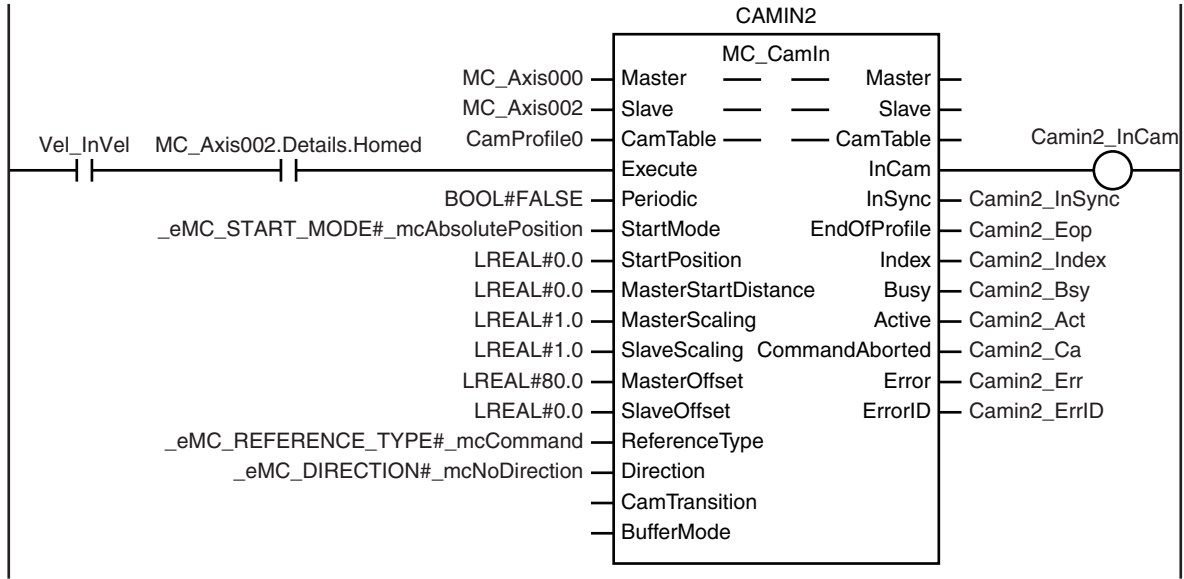 CAMIN2
MC_CamIn
MC_Axis000 Master Master
MC_Axis002 Slave Slave
CamProfile0 CamTable CamTable
Vel_InVel MC_Axis002.Details.Homed Camin2_InCam
Execute InCam
BOOL#FALSE Periodic InSync Camin2_InSync
_eMC_START_MODE#_mcAbsolutePosition StartMode EndOfProfile Camin2_Eop
LREAL#0.0 StartPosition Index Camin2_Index
LREAL#0.0 MasterStartDistance Busy Camin2_Bsy
LREAL#1.0 MasterScaling Active Camin2_Act
LREAL#1.0 SlaveScaling CommandAborted Camin2_Ca
LREAL#80.0 MasterOffset Error Camin2_Err
LREAL#0.0 SlaveOffset ErrorID Camin2_ErrID
_eMC_REFERENCE_TYPE#_mcCommand ReferenceType
_eMC_DIRECTION#_mcNoDirection Direction
CamTransition
BufferMode